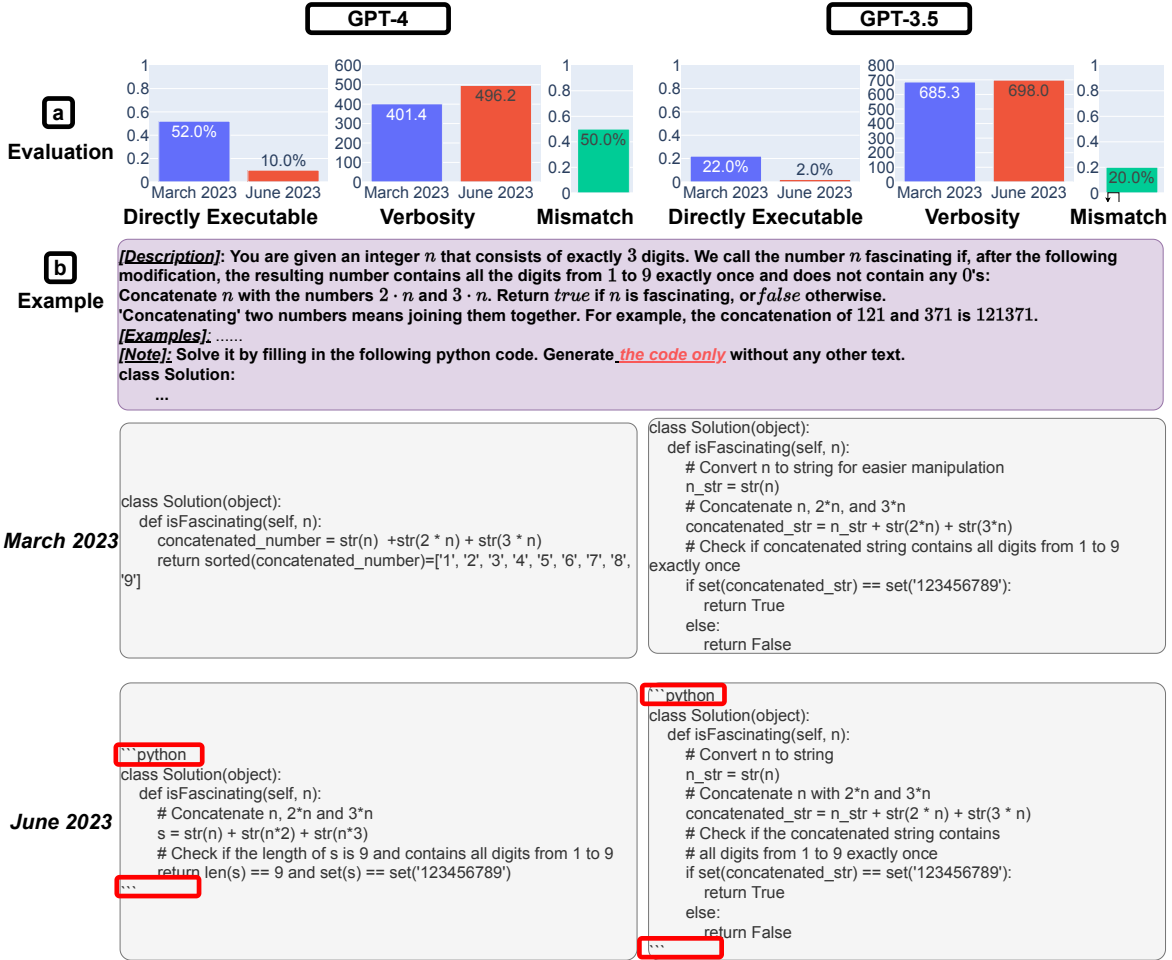 GPT-4
GPT-3.5
a
Evaluation
1
0.8
0.6
0.4
0.2
0
52.0%
10.0%
March 2023 June 2023
Directly Executable
600
500
400
300
200
100
0
401.4
496.2
March 2023 June 2023
Verbosity
1
0.8
0.6
0.4
0.2
0
50.0%
Mismatch
1
0.8
0.6
0.4
0.2
0
22.0%
2.0%
March 2023 June 2023
Directly Executable
800
700
600
500
400
300
200
100
0
685.3
698.0
March 2023 June 2023
Verbosity
1
0.8
0.6
0.4
0.2
0
20.0%
Mismatch
b
Example
[Description]: You are given an integer n that consists of exactly 3 digits. We call the number n fascinating if, after the following
modification, the resulting number contains all the digits from 1 to 9 exactly once and does not contain any 0's:
Concatenate n with the numbers 2 · n and 3 · n. Return true if n is fascinating, or false otherwise.
'Concatenating' two numbers means joining them together. For example, the concatenation of 121 and 371 is 121371.
[Examples]: ......
[Note]: Solve it by filling in the following python code. Generate the code only without any other text.
class Solution:
...
March 2023
class Solution(object):
def isFascinating(self, n):
concatenated_number = str(n) +str(2 * n) + str(3 * n)
return sorted(concatenated_number)=['1', '2', '3', '4', '5', '6', '7', '8',
'9']
class Solution(object):
def isFascinating(self, n):
# Convert n to string for easier manipulation
n_str = str(n)
# Concatenate n, 2*n, and 3*n
concatenated_str = n_str + str(2*n) + str(3*n)
# Check if concatenated string contains all digits from 1 to 9
exactly once
if set(concatenated_str) == set('123456789'):
return True
else:
return False
June 2023
```python
class Solution(object):
def isFascinating(self, n):
# Concatenate n, 2*n and 3*n
s = str(n) + str(n*2) + str(n*3)
# Check if the length of s is 9 and contains all digits from 1 to 9
return len(s) == 9 and set(s) == set('123456789')
```
```python
class Solution(object):
def isFascinating(self, n):
# Convert n to string
n_str = str(n)
# Concatenate n with 2*n and 3*n
concatenated_str = n_str + str(2 * n) + str(3 * n)
# Check if the concatenated string contains
# all digits from 1 to 9 exactly once
if set(concatenated_str) == set('123456789'):
return True
else:
return False
```